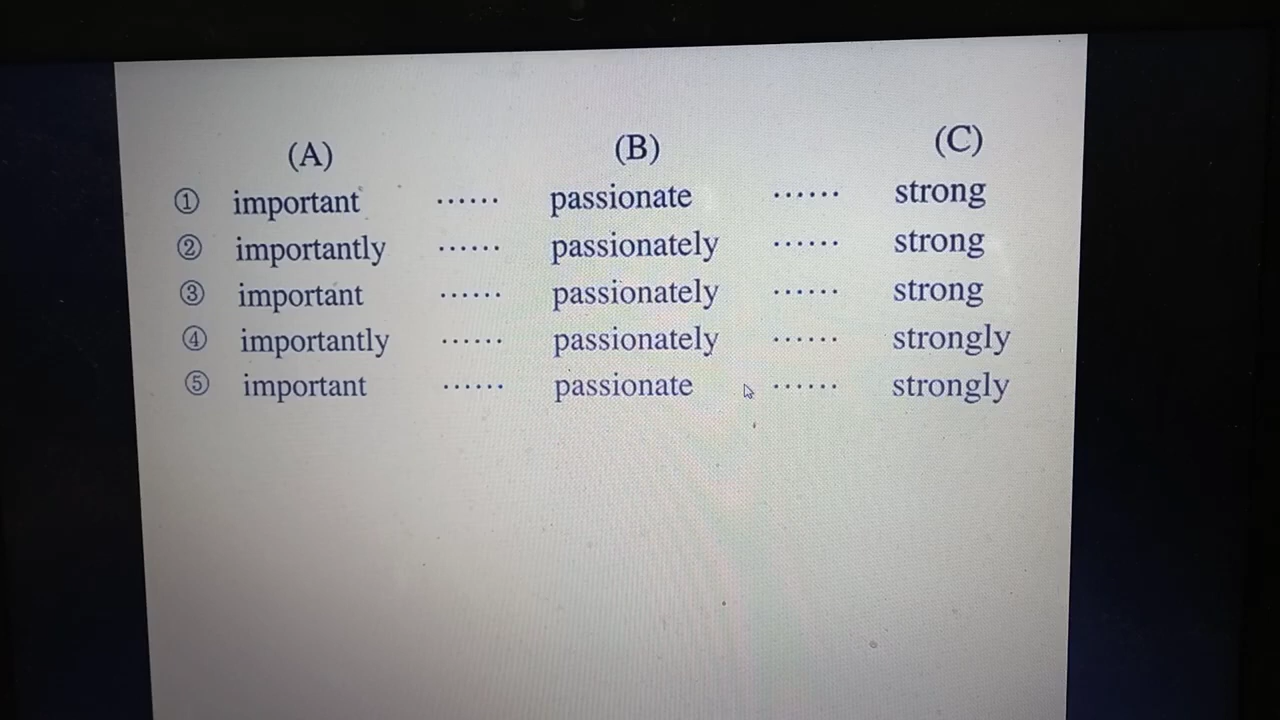 (A) (B) (C)
① important ...... passionate ...... strong
② importantly ...... passionately ...... strong
③ important ...... passionately ...... strong
④ importantly ...... passionately ...... strongly
⑤ important ...... passionate ...... strongly